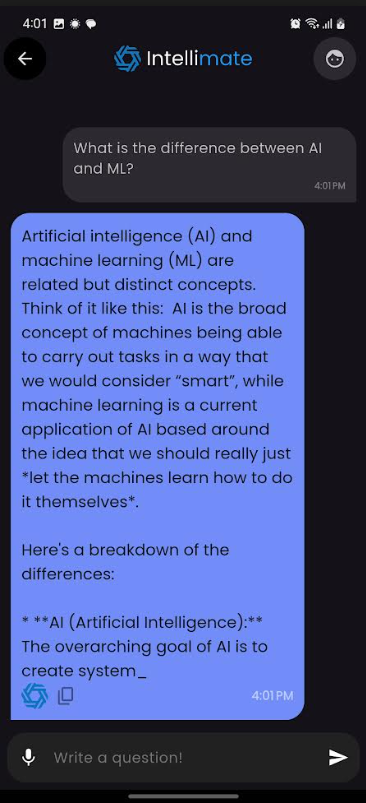 4:01
Intellimate
What is the difference between AI
and ML?
4:01 PM
Artificial intelligence (AI) and
machine learning (ML) are
related but distinct concepts.
Think of it like this:  AI is the broad
concept of machines being able
to carry out tasks in a way that
we would consider “smart”, while
machine learning is a current
application of AI based around
the idea that we should really just
*let the machines learn how to do
it themselves*.
Here's a breakdown of the
differences:
* **AI (Artificial Intelligence):**
The overarching goal of AI is to
create system_
4:01 PM
Write a question!